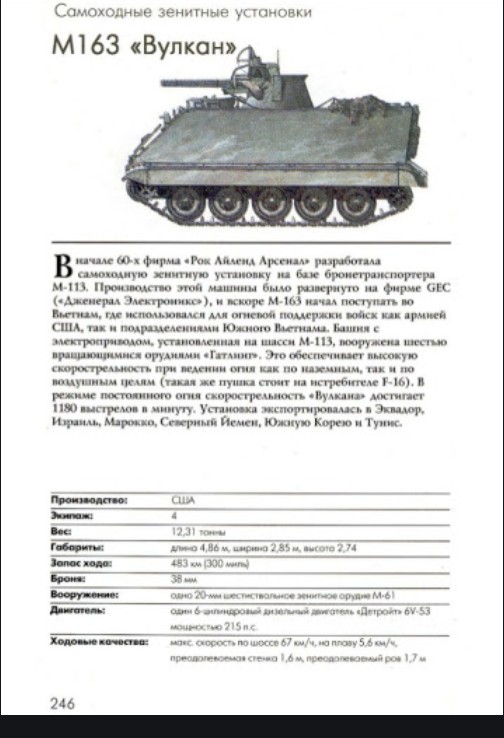 Самоходные зенитные установки
М163 «Вулкан»
В начале 60-х фирма «Рок Айленд Арсенал» разработала
самоходную зенитную установку на базе бронетранспортера
М-113. Производство этой машины было развернуто на фирме GEC
(«Дженерал Электроникс»), и вскоре М-163 начал поступать во
Вьетнам, где использовался для огневой поддержки войск как армией
США, так и подразделениями Южного Вьетнама. Башня с
электроприводом, установленная на шасси М-113, вооружена шестью
вращающимися орудиями «Гатлинг». Это обеспечивает высокую
скорострельность при ведении огня как по наземным, так и по
воздушным целям (такая же пушка стоит на истребителе F-16). В
режиме постоянного огня скорострельность «Вулкана» достигает
1180 выстрелов в минуту. Установка экспортировалась в Эквадор,
Израиль, Марокко, Северный Йемен, Южную Корею и Тунис.
Производство: США
Экипаж: 4
Вес: 12,31 тонны
Габариты: длина 4,86 м, ширина 2,85 м, высота 2,74
Запас хода: 483 км (300 миль)
Броня: 38 мм
Вооружение: одно 20-мм шестиствольное зенитное орудие М-61
Двигатель: один 6-цилиндровый дизельный двигатель «Детройт» 6V-53
мощностью 215 л.с.
Ходовые качества: макс. скорость по шоссе 67 км/ч, на плаву 5,6 км/ч,
преодолеваемая стенка 1,6 м, преодолеваемый ров 1,7 м
246